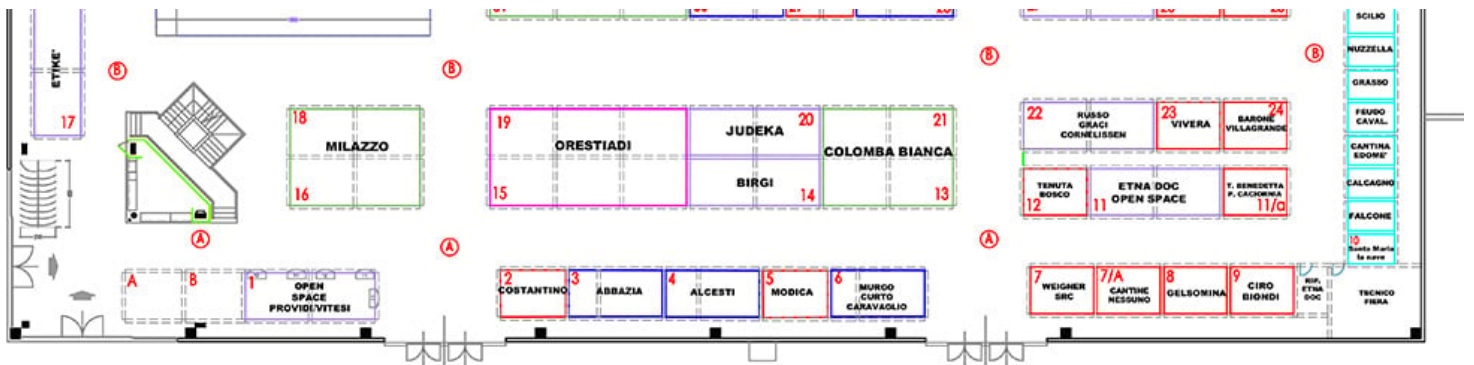 SCILIO
B
B
B
NUZZELLA
ETIKE'
17
GRASSO
18
MILAZZO
16
19
ORESTIADI
15
20
JUDEKA
BIRGI
14
21
COLOMBA BIANCA
13
22
RUSSO
GRACI
CORNELISSEN
23
VIVERA
24
BARONE
VILLAGRANDE
FEUDO
CAVAL.
CANTINA
EDOME'
TENUTA
BOSCO
12
ETNA DOC
OPEN SPACE
11
T. BENEDETTA
P. CACIORNIA
11/a
CALCAGNO
FALCONE
A
A
A
10
Santa Maria
la nave
A
B
1
OPEN
SPACE
PROVIDI/VITESI
2
COSTANTINO
3
ABBAZIA
4
ALCESTI
5
MODICA
6
MURGO
CURTO
CARAVAGLIO
7
WEIGNER
SRC
7/A
CANTINE
NESSUNO
8
GELSOMINA
9
CIRO
BIONDI
RIF.
ETNA
DOC
TECNICO
FIERA